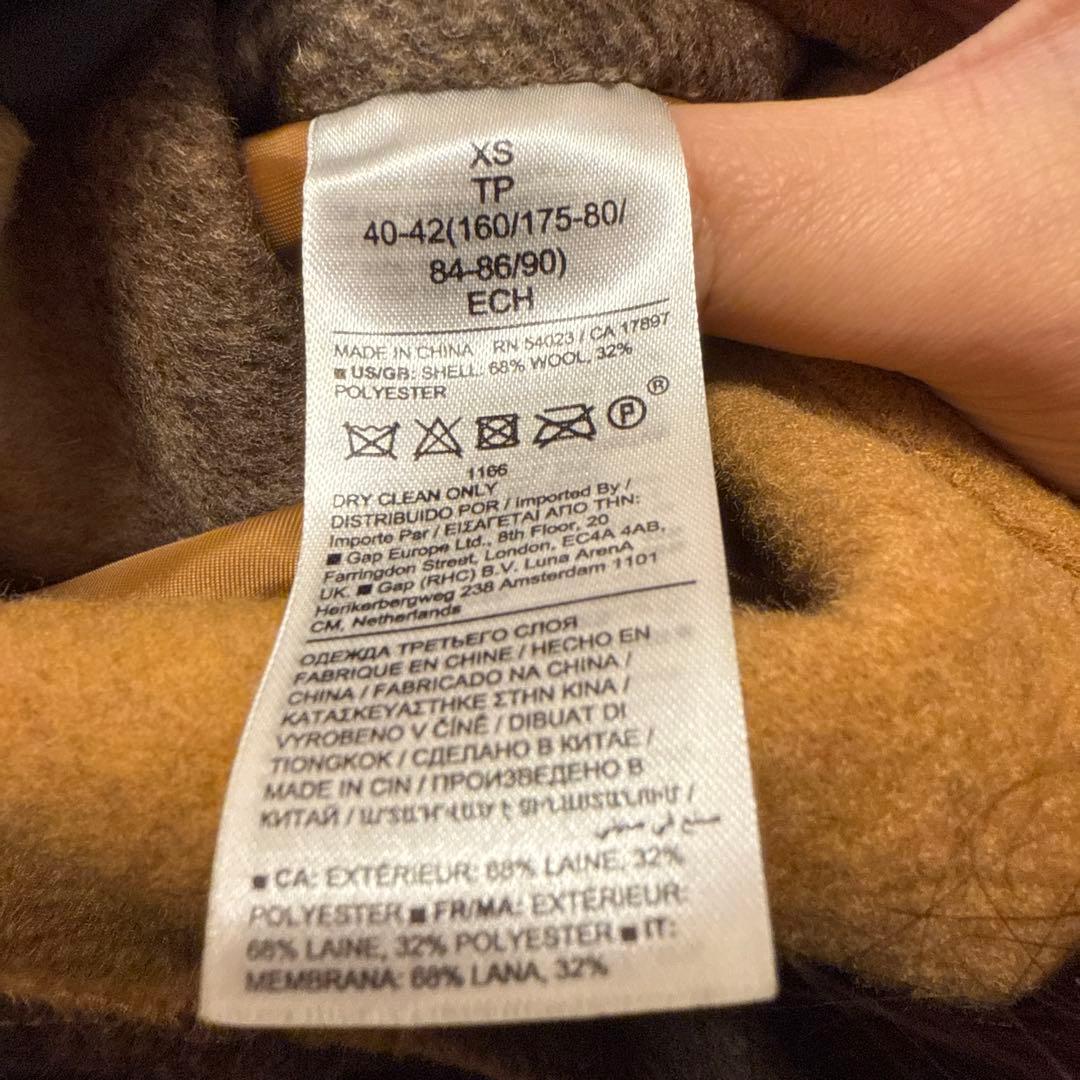 XS
TP
40-42(160/175-80/
84-86/90)
ECH
MADE IN CHINA RN 54023 / CA 17897
■ US/GB: SHELL: 68% WOOL, 32%
POLYESTER
P ®
1166
DRY CLEAN ONLY
DISTRIBUIDO POR / Imported By /
Importe Par / ΕΙΣΑΓΕΤΑΙ ΑΠΟ ΤΗΝ:
■ Gap Europe Ltd., 8th Floor, 20
Farringdon Street, London, EC4A 4AB,
UK. ■ Gap (RHC) B.V. Luna ArenA
Herikerbergweg 238 Amsterdam 1101
CM, Netherlands
ОДЕЖДА ТРЕТЬЕГО СЛОЯ
FABRIQUE EN CHINE / HECHO EN
CHINA / FABRICADO NA CHINA /
ΚΑΤΑΣΚΕΥΑΣΤΗΚΕ ΣΤΗΝ ΚΙΝΑ /
VYROBENO V ČÍNĚ / DIBUAT DI
TIONGKOK / СДЕЛАНО В КИТАЕ /
MADE IN CIN / ПРОИЗВЕДЕНО В
КИТАЙ / ԱՐՏԱԴՐՎԱԾ Է ՉԻՆԱՍՏԱՆՈՒՄ /
صنع في صيني
■ CA: EXTÉRIEUR: 68% LAINE, 32%
POLYESTER ■ FR/MA: EXTÉRIEUR:
68% LAINE, 32% POLYESTER ■ IT:
MEMBRANA: 68% LANA, 32%